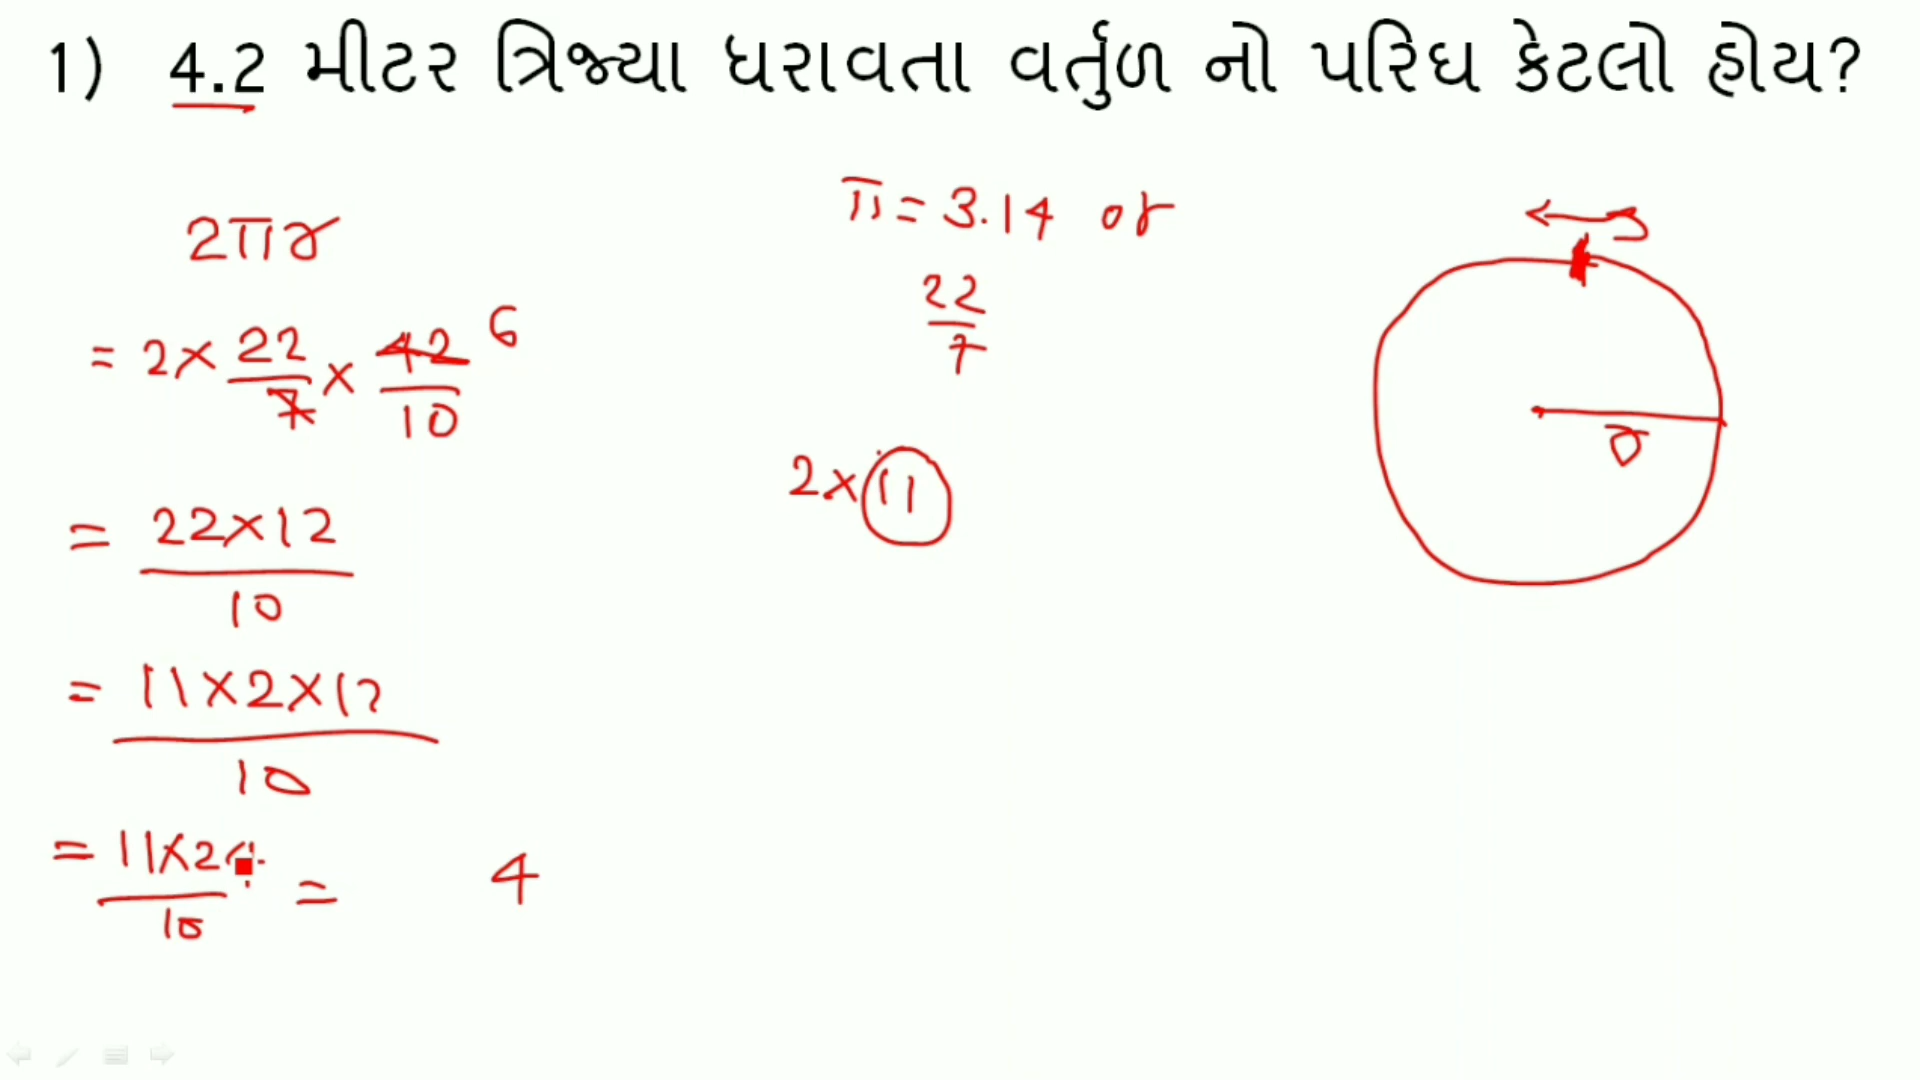 1) 4.2 મીટર ત્રિજ્યા ધરાવતા વર્તુળ નો પરિઘ કેટલો હોય?
2πr
= 2 × 22/7 × 42/10 6
= 22×12/10
= 11×2×12/10
= 11×24/10 = 4
π = 3.14 or
22/7
2×11
r